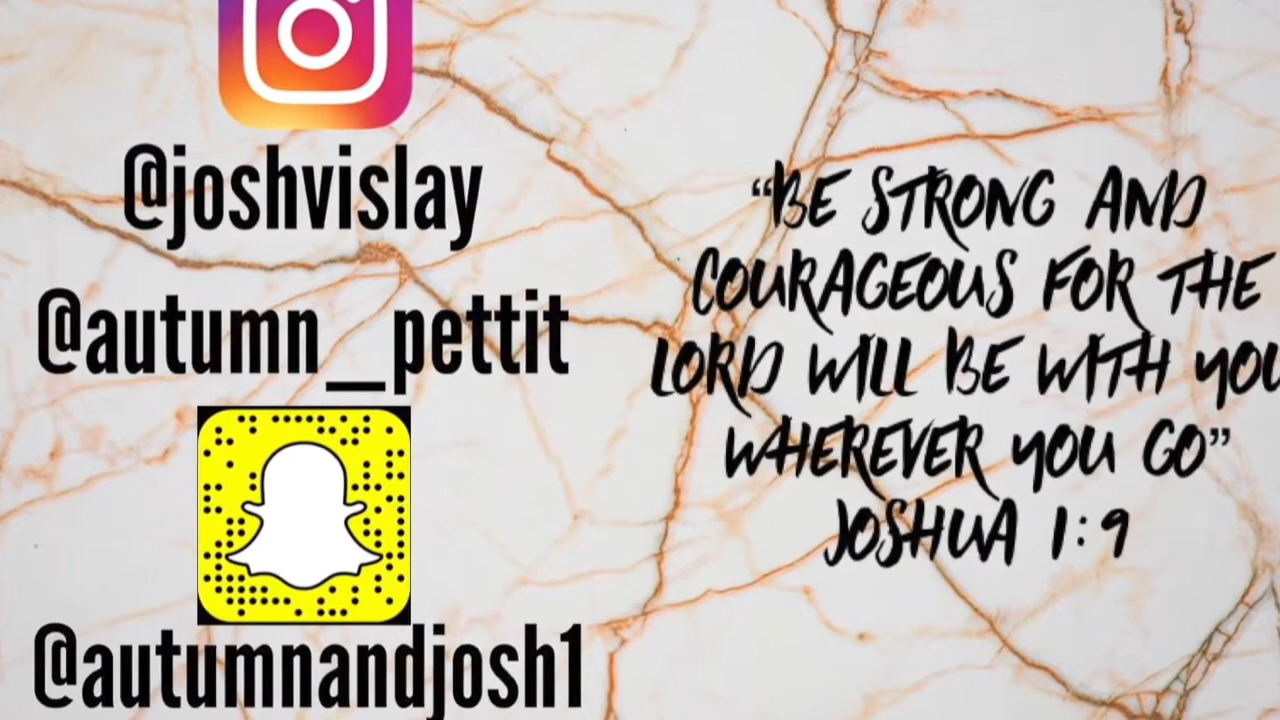 @joshvislay
@autumn__pettit
@autumnandjosh1
“BE STRONG AND
COURAGEOUS FOR THE
LORD WILL BE WITH YOU
WHEREVER YOU GO”
JOSHUA 1:9